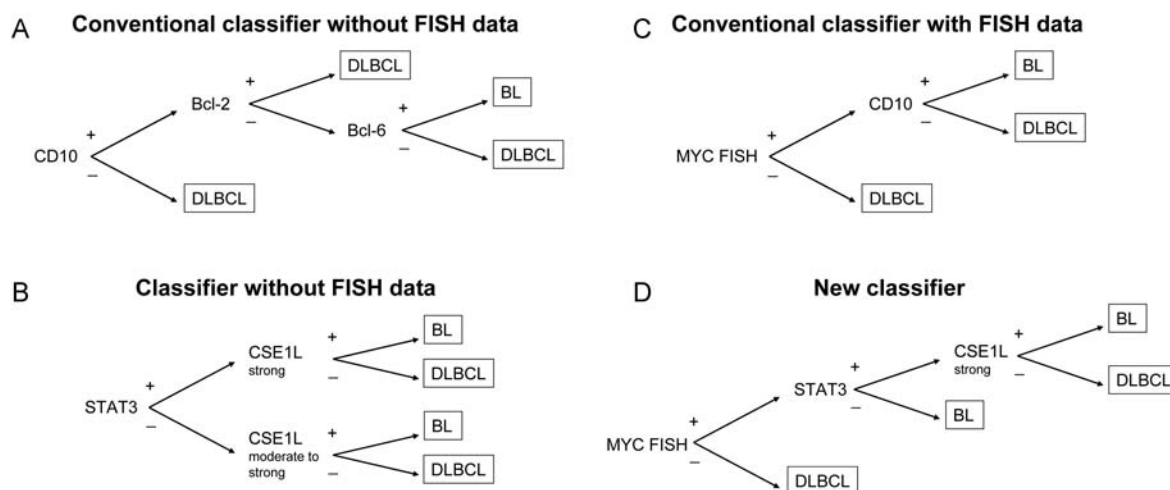 A
Conventional classifier without FISH data
+
DLBCL
Bcl-2
–
+
BL
Bcl-6
–
DLBCL
+
CD10
–
DLBCL
C
Conventional classifier with FISH data
+
BL
CD10
–
DLBCL
+
MYC FISH
–
DLBCL
B
Classifier without FISH data
+
BL
CSE1L
strong
–
DLBCL
+
STAT3
–
+
BL
CSE1L
moderate to
strong
–
DLBCL
D
New classifier
+
BL
CSE1L
strong
–
DLBCL
+
STAT3
–
BL
+
MYC FISH
–
DLBCL